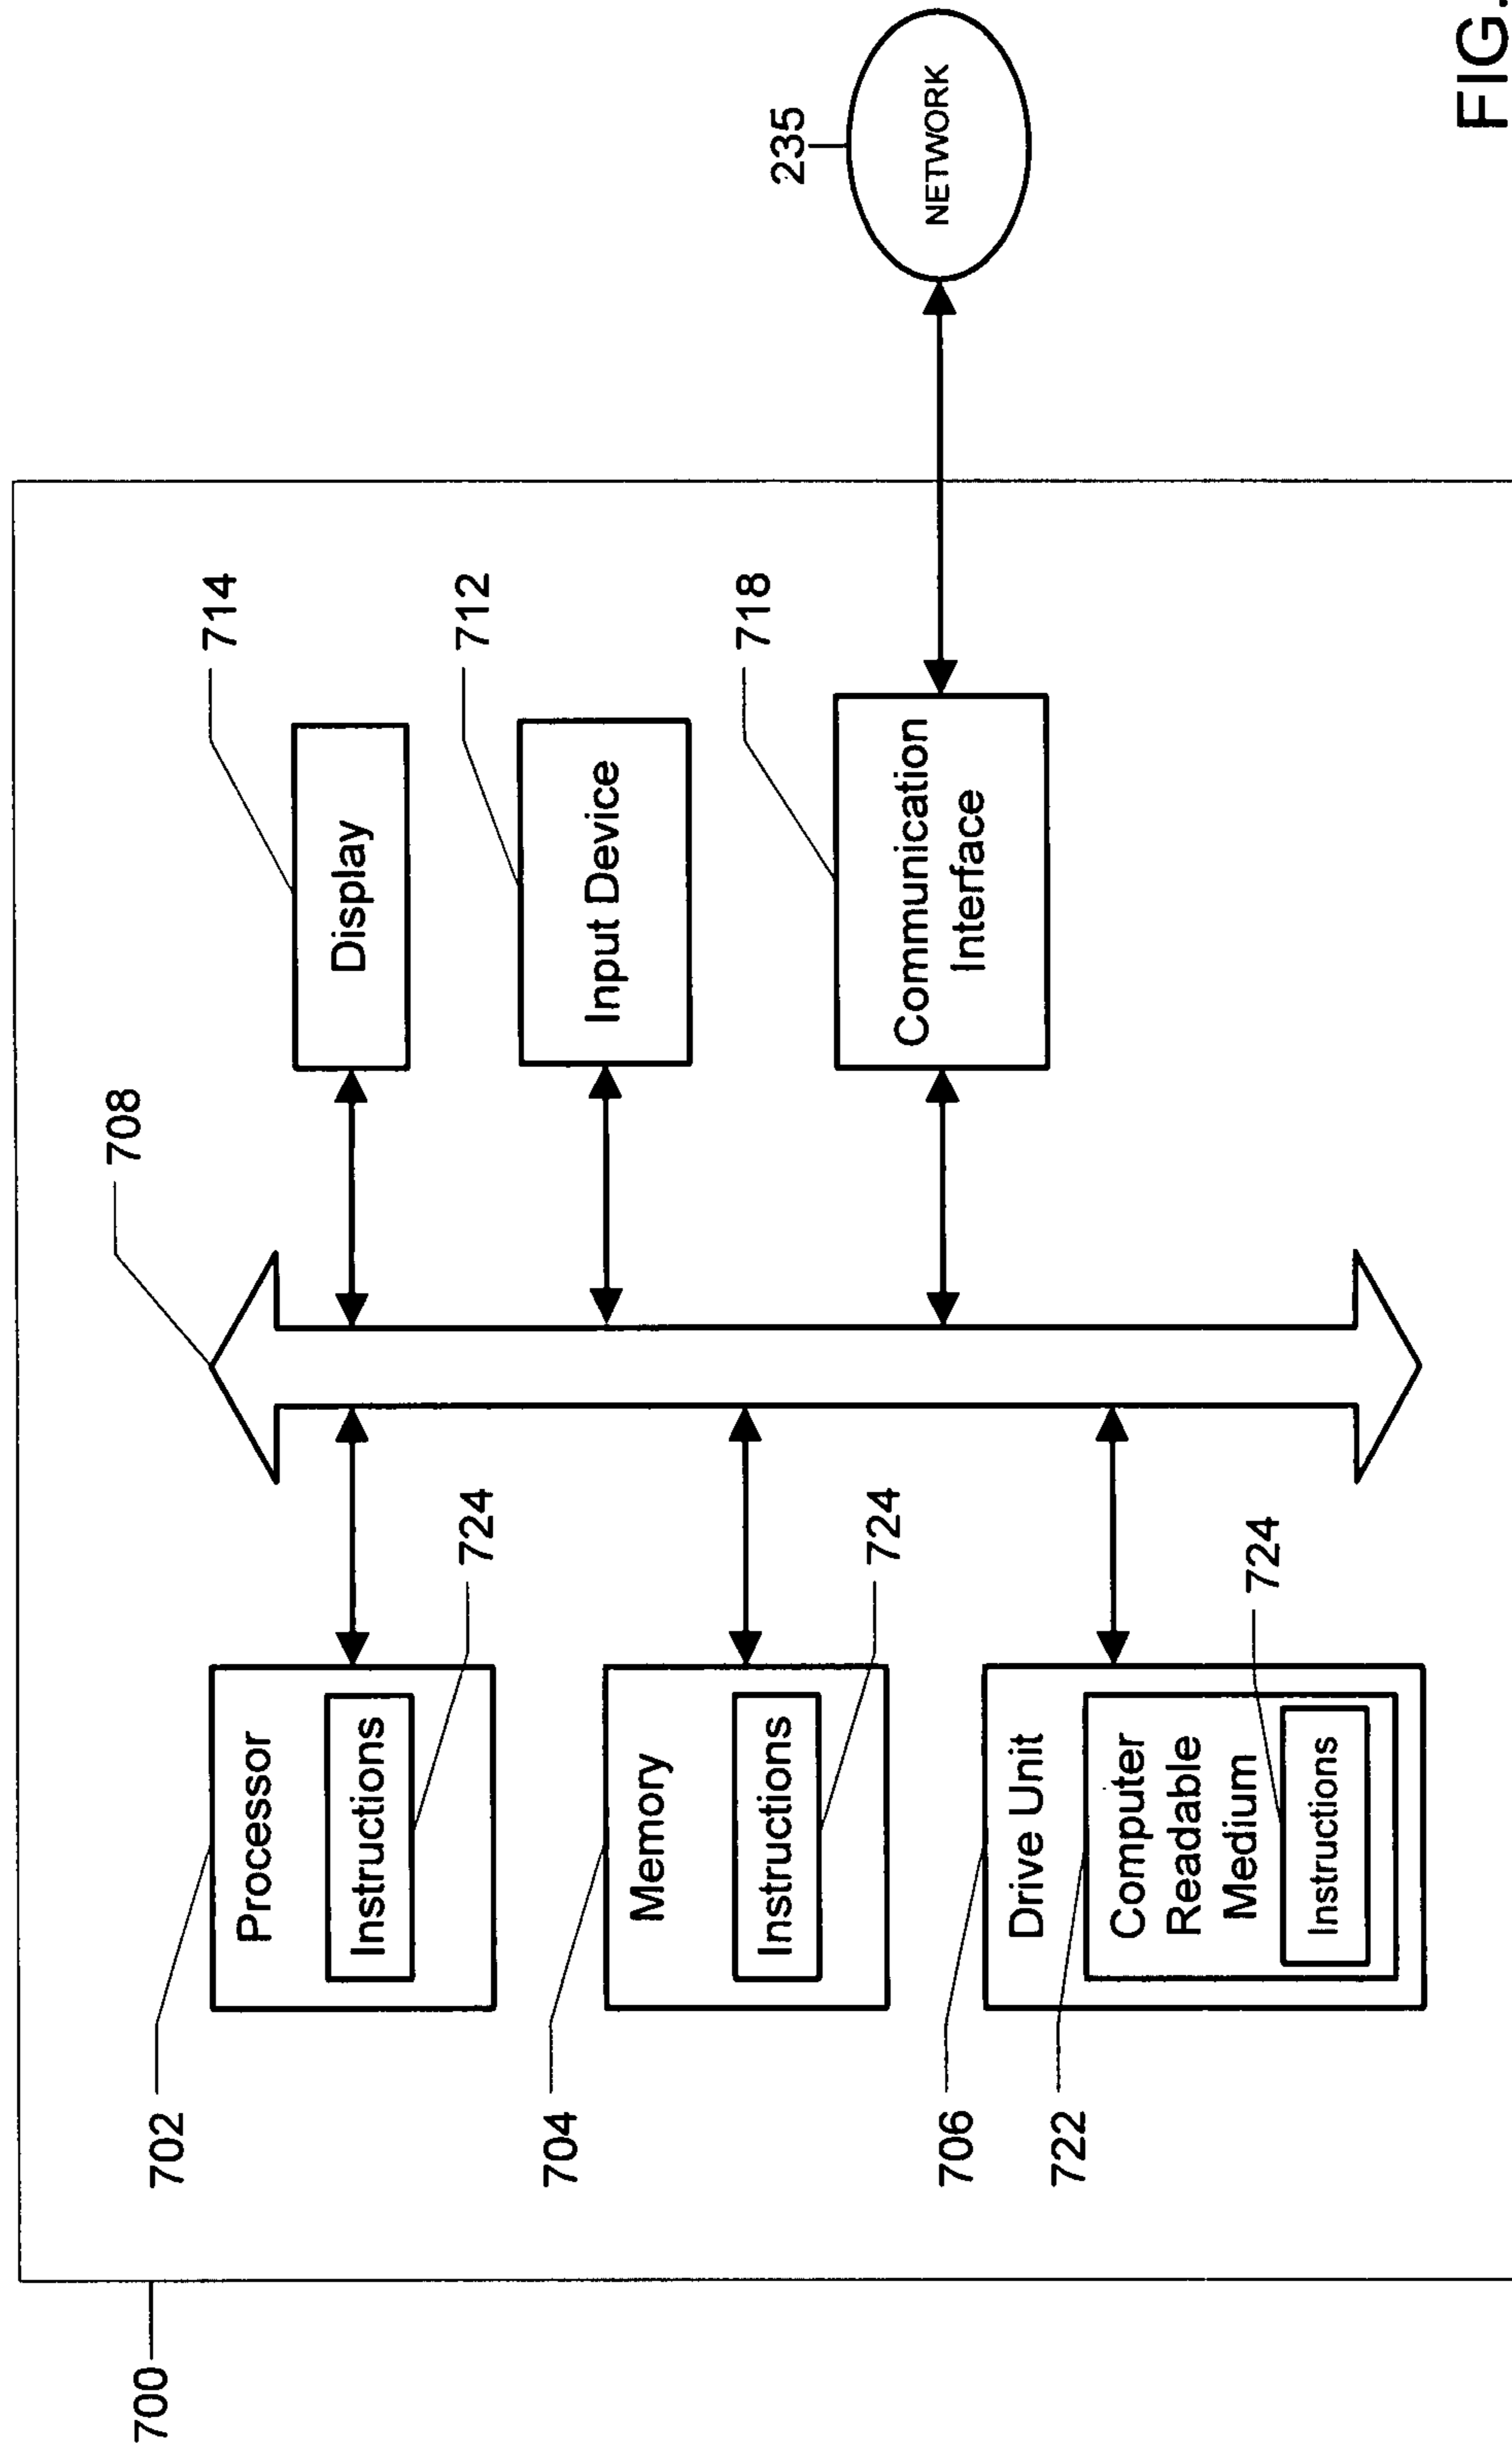 700
702
Processor
Instructions
724
704
Memory
Instructions
724
706
722
Drive Unit
Computer
Readable
Medium
Instructions
724
708
714
Display
712
Input Device
718
Communication
Interface
235
NETWORK
FIG.